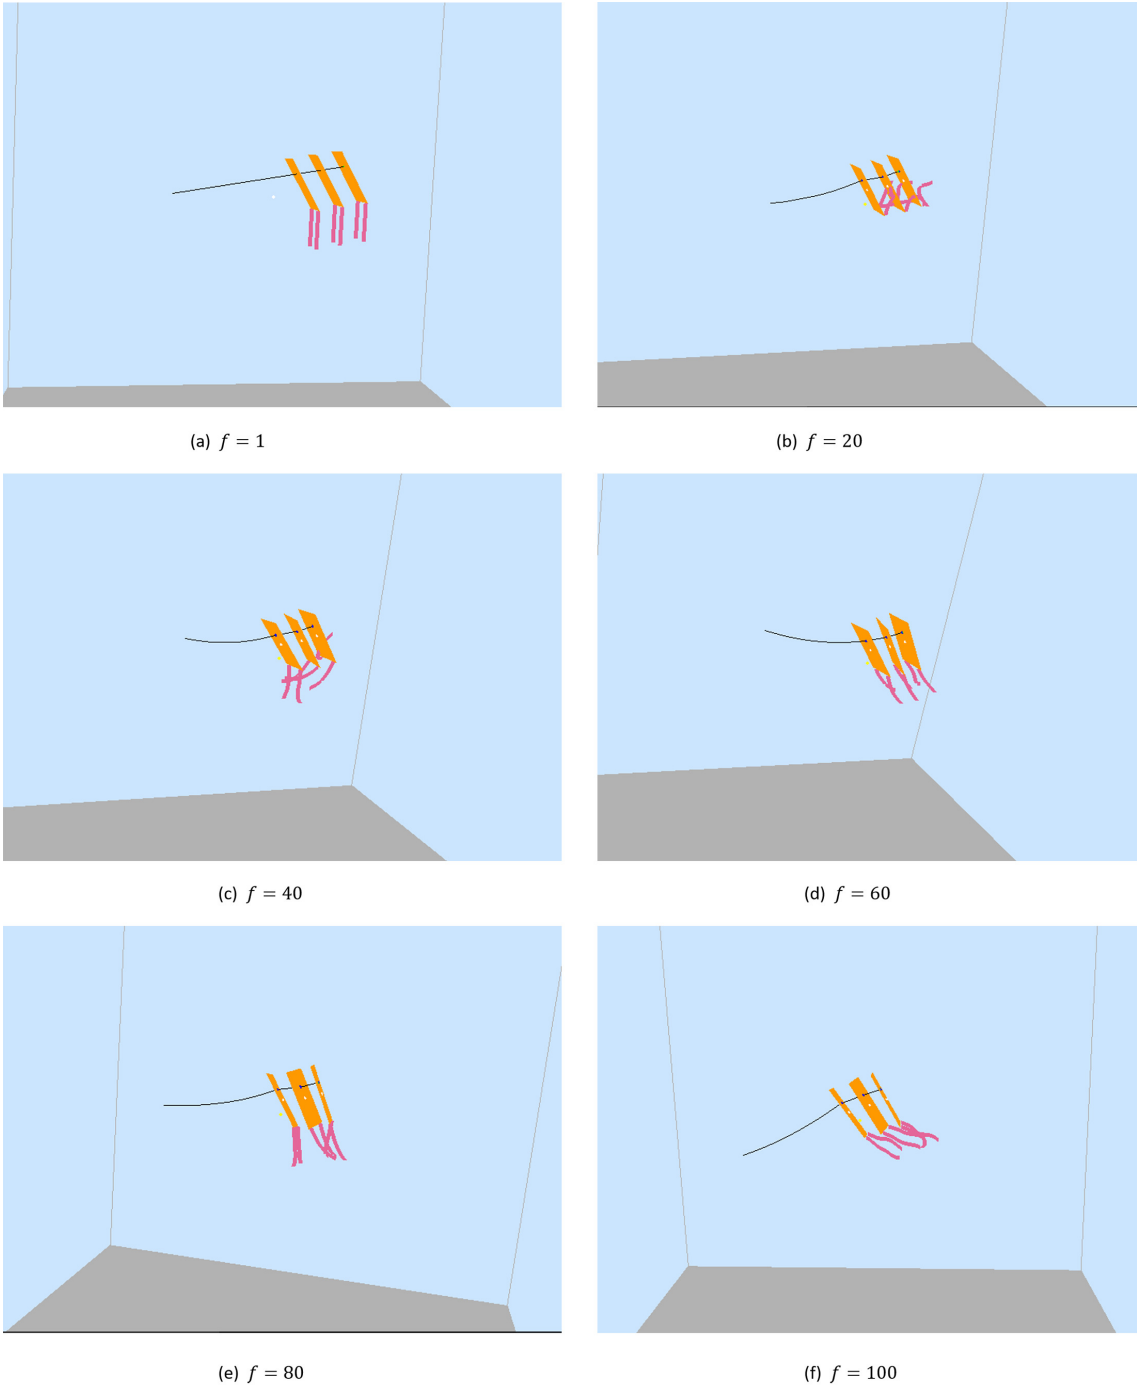 (a) f = 1
(b) f = 20
(c) f = 40
(d) f = 60
(e) f = 80
(f) f = 100